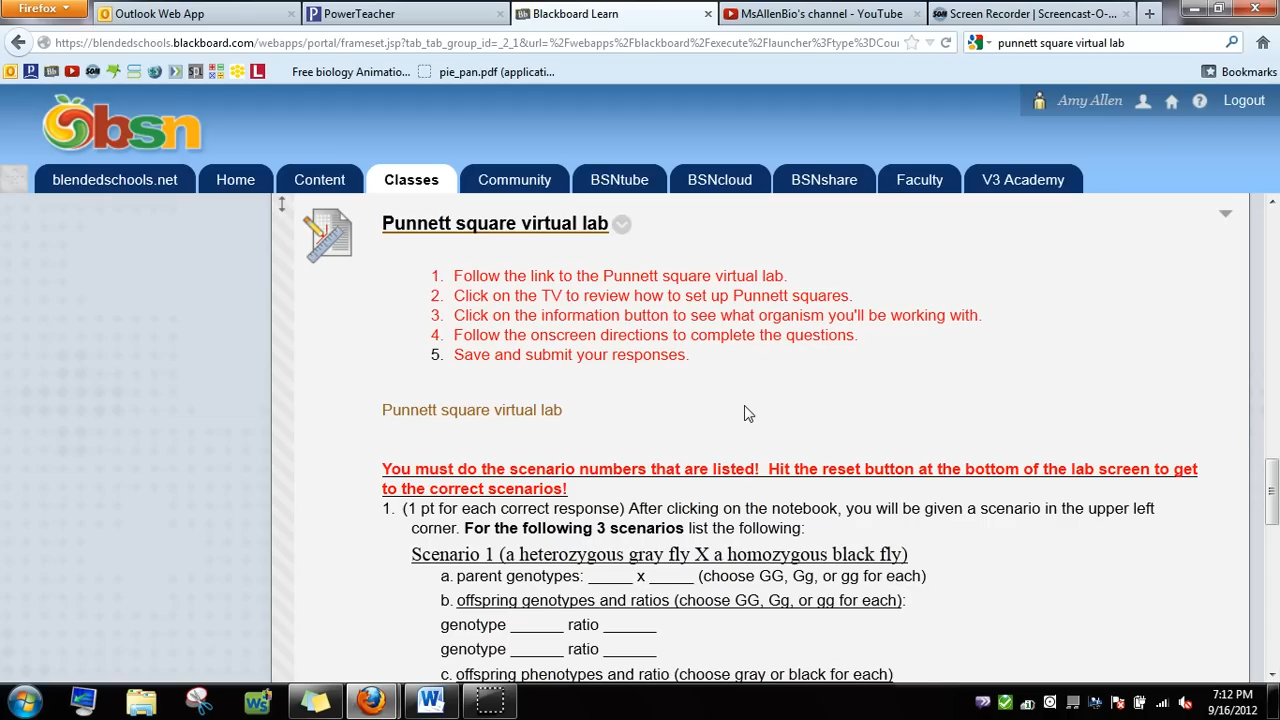 Firefox
Outlook Web App
PowerTeacher
Blackboard Learn
MsAllenBio's channel - YouTube
Screen Recorder | Screencast-O-...
https://blendedschools.blackboard.com/webapps/portal/frameset.jsp?tab_tab_group_id=_2_1&url=%2Fwebapps%2Fblackboard%2Fexecute%2Flauncher%3Ftype%3DCou
punnett square virtual lab
Free biology Animatio...
pie_pan.pdf (applicati...
Bookmarks
bsn
Amy Allen
Logout
blendedschools.net
Home
Content
Classes
Community
BSNtube
BSNcloud
BSNshare
Faculty
V3 Academy
Punnett square virtual lab
1. Follow the link to the Punnett square virtual lab.
2. Click on the TV to review how to set up Punnett squares.
3. Click on the information button to see what organism you'll be working with.
4. Follow the onscreen directions to complete the questions.
5. Save and submit your responses.
Punnett square virtual lab
You must do the scenario numbers that are listed! Hit the reset button at the bottom of the lab screen to get
to the correct scenarios!
1. (1 pt for each correct response) After clicking on the notebook, you will be given a scenario in the upper left
corner. For the following 3 scenarios list the following:
Scenario 1 (a heterozygous gray fly X a homozygous black fly)
a. parent genotypes: _____ x _____ (choose GG, Gg, or gg for each)
b. offspring genotypes and ratios (choose GG, Gg, or gg for each):
genotype ______ ratio ______
genotype ______ ratio ______
c. offspring phenotypes and ratio (choose gray or black for each)
7:12 PM
9/16/2012